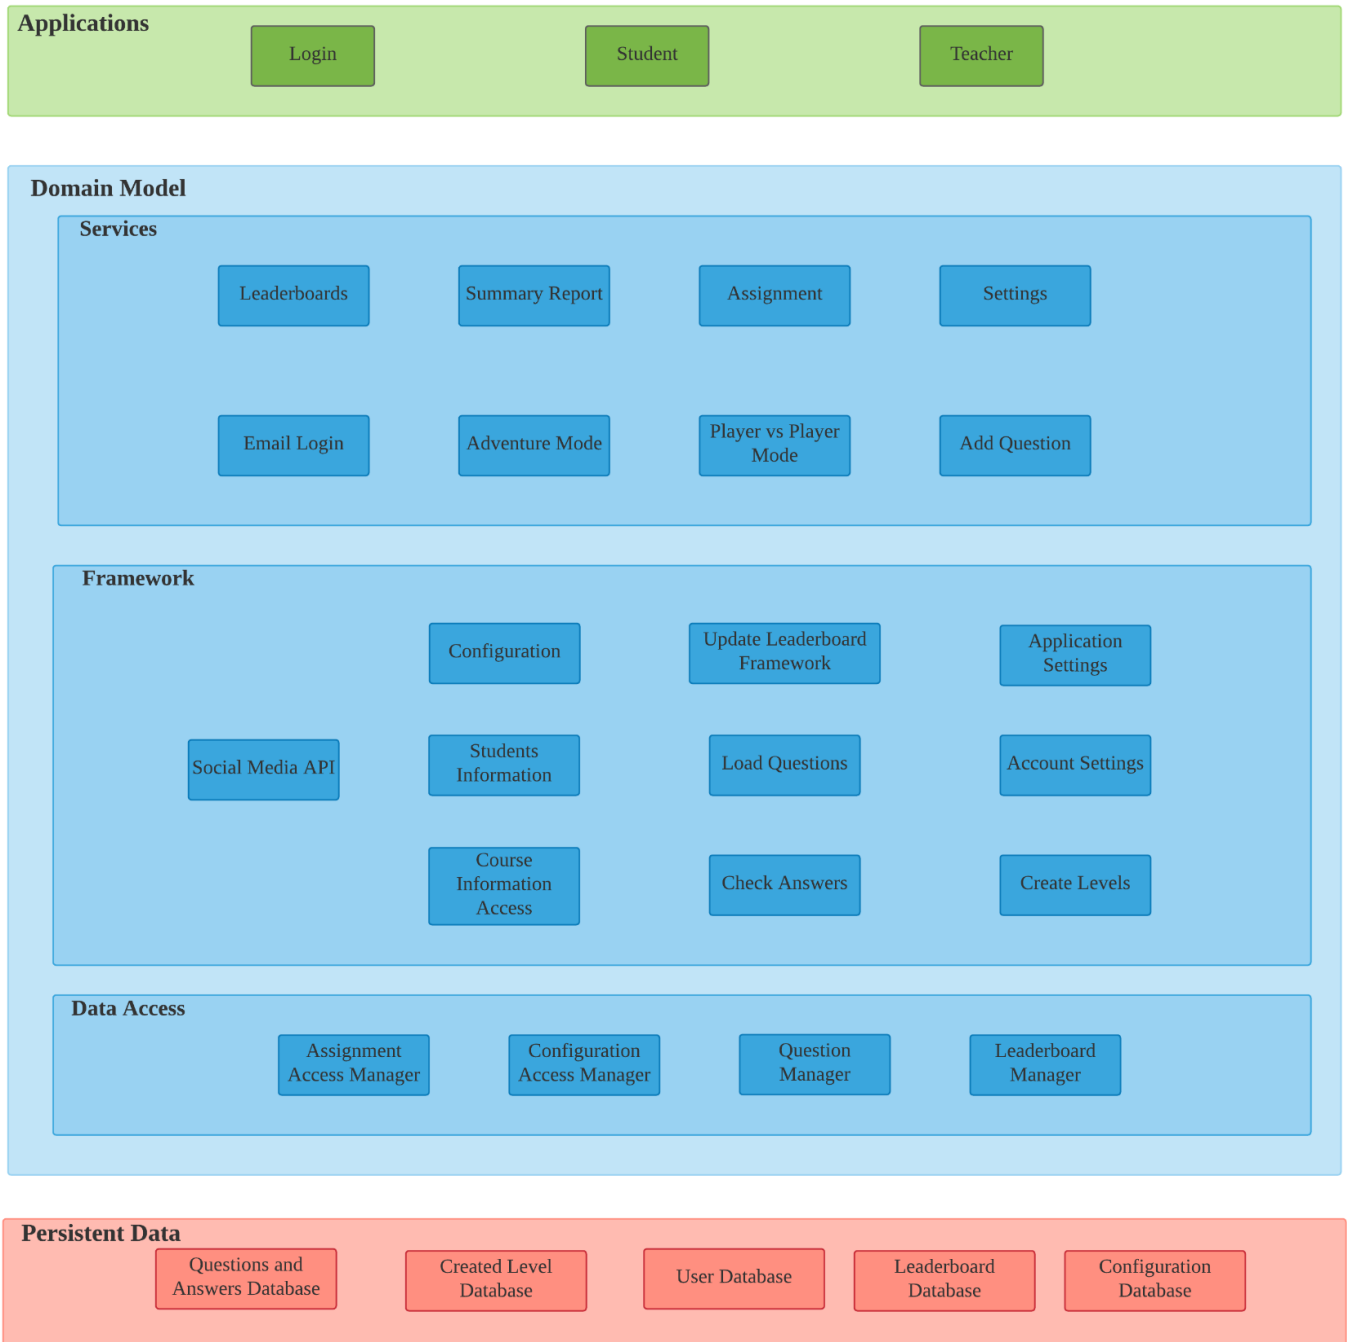 Applications
Login
Student
Teacher
Domain Model
Services
Leaderboards
Summary Report
Assignment
Settings
Email Login
Adventure Mode
Player vs Player
Mode
Add Question
Framework
Configuration
Update Leaderboard
Framework
Application
Settings
Social Media API
Students
Information
Load Questions
Account Settings
Course
Information
Access
Check Answers
Create Levels
Data Access
Assignment
Access Manager
Configuration
Access Manager
Question
Manager
Leaderboard
Manager
Persistent Data
Questions and
Answers Database
Created Level
Database
User Database
Leaderboard
Database
Configuration
Database